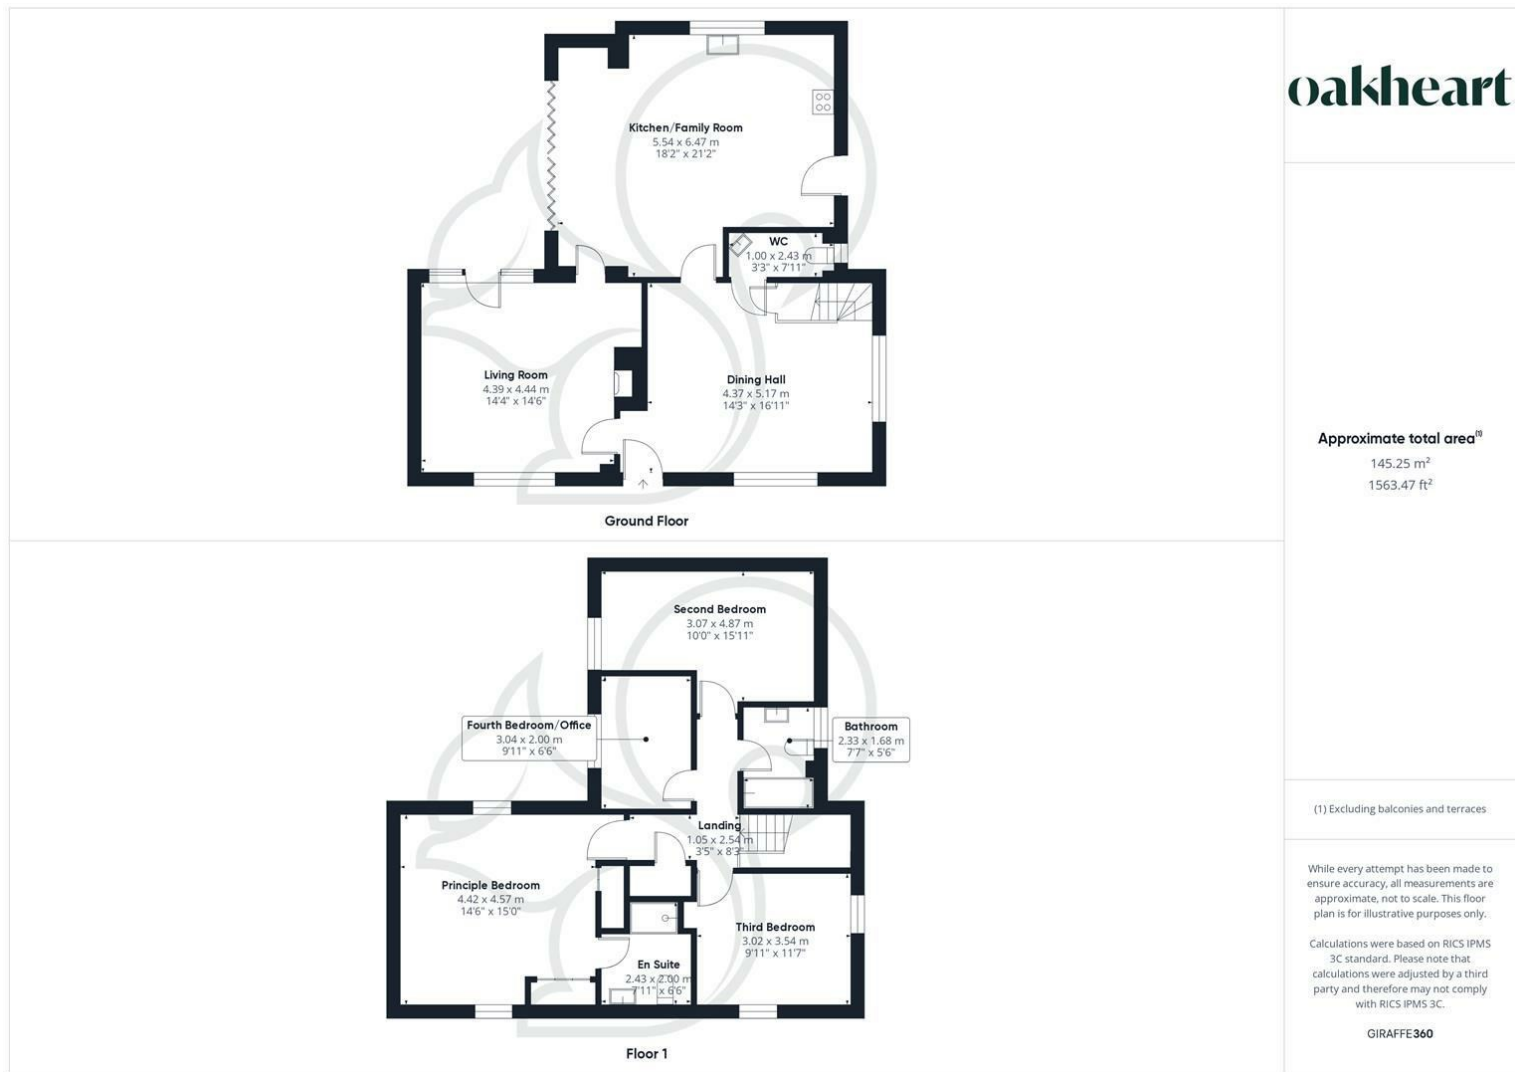 oakheart
Kitchen/Family Room
5.54 x 6.47 m
18'2" x 21'2"
WC
1.00 x 2.43 m
3'3" x 7'11"
Living Room
4.39 x 4.44 m
14'4" x 14'6"
Dining Hall
4.37 x 5.17 m
14'3" x 16'11"
Ground Floor
Approximate total area(1)
145.25 m²
1563.47 ft²
Second Bedroom
3.07 x 4.87 m
10'0" x 15'11"
Fourth Bedroom/Office
3.04 x 2.00 m
9'11" x 6'6"
Bathroom
2.33 x 1.68 m
7'7" x 5'6"
Landing
1.05 x 2.54 m
3'5" x 8'3"
Principle Bedroom
4.42 x 4.57 m
14'6" x 15'0"
Third Bedroom
3.02 x 3.54 m
9'11" x 11'7"
En Suite
2.43 x 2.00 m
7'11" x 6'6"
Floor 1
(1) Excluding balconies and terraces
While every attempt has been made to
ensure accuracy, all measurements are
approximate, not to scale. This floor
plan is for illustrative purposes only.
Calculations were based on RICS IPMS
3C standard. Please note that
calculations were adjusted by a third
party and therefore may not comply
with RICS IPMS 3C.
GIRAFFE360